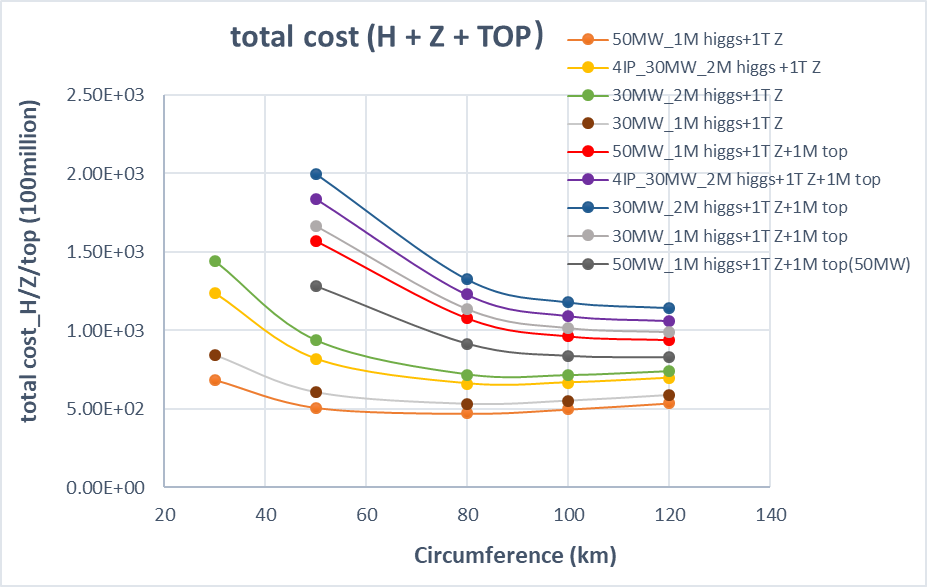 total cost (H + Z + TOP)
50MW_1M higgs+1T Z
4IP_30MW_2M higgs +1T Z
30MW_2M higgs+1T Z
30MW_1M higgs+1T Z
50MW_1M higgs+1T Z+1M top
4IP_30MW_2M higgs+1T Z+1M top
30MW_2M higgs+1T Z+1M top
30MW_1M higgs+1T Z+1M top
50MW_1M higgs+1T Z+1M top(50MW)
total cost_H/Z/top (100million)
2.50E+03
2.00E+03
1.50E+03
1.00E+03
5.00E+02
0.00E+00
20 40 60 80 100 120 140
Circumference (km)